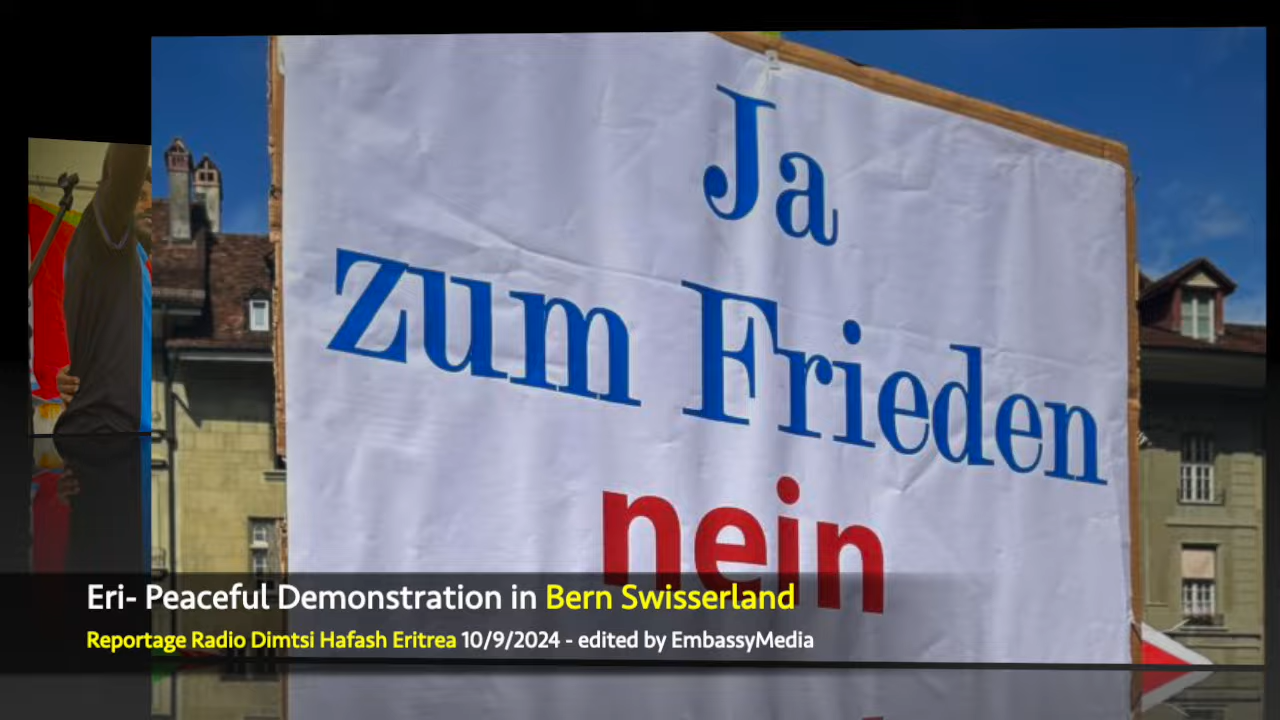 Ja
zum Frieden
nein
Eri- Peaceful Demonstration in Bern Swisserland
Reportage Radio Dimtsi Hafash Eritrea 10/9/2024 - edited by EmbassyMedia